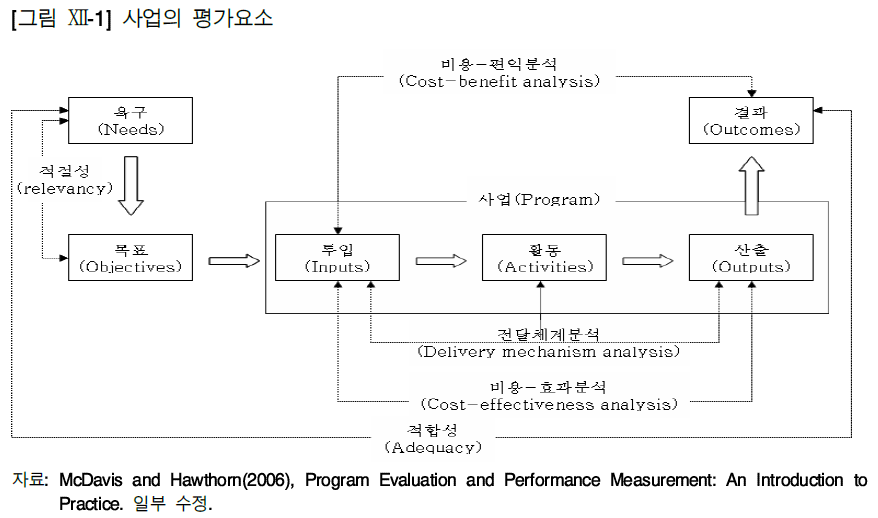 [그림 Ⅻ-1] 사업의 평가요소
비용-편익분석
(Cost-benefit analysis)
욕구
(Needs)
결과
(Outcomes)
적절성
(relevancy)
사업(Program)
목표
(Objectives)
투입
(Inputs)
활동
(Activities)
산출
(Outputs)
전달체계분석
(Delivery mechanism analysis)
비용-효과분석
(Cost-effectiveness analysis)
적합성
(Adequacy)
자료: McDavis and Hawthorn(2006), Program Evaluation and Performance Measurement: An Introduction to
Practice. 일부 수정.